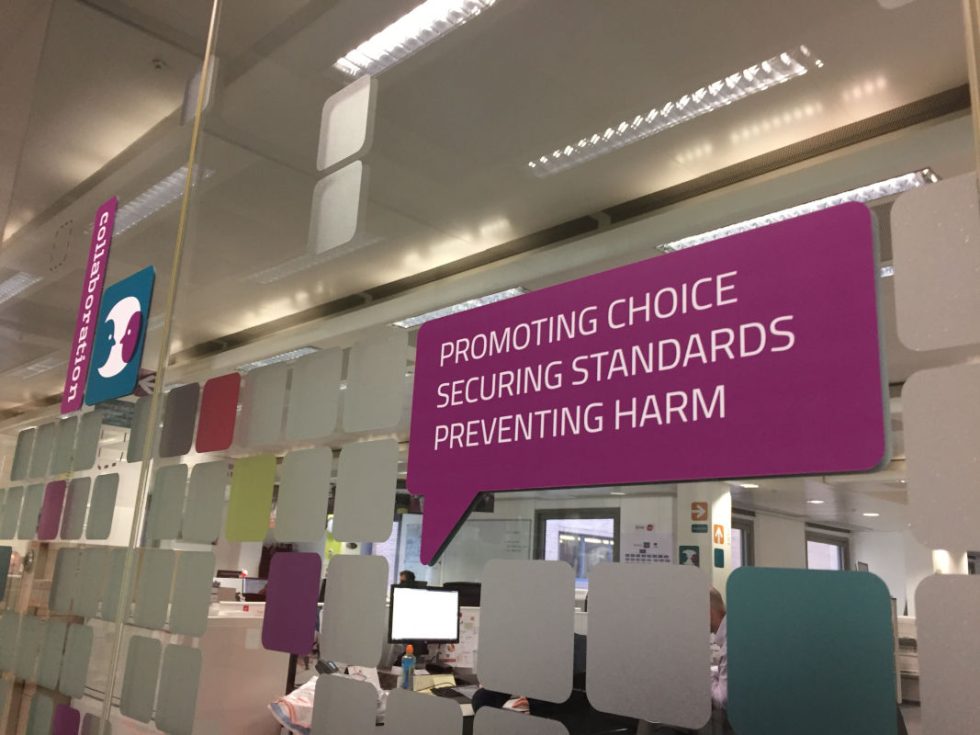 collaboration
PROMOTING CHOICE
SECURING STANDARDS
PREVENTING HARM